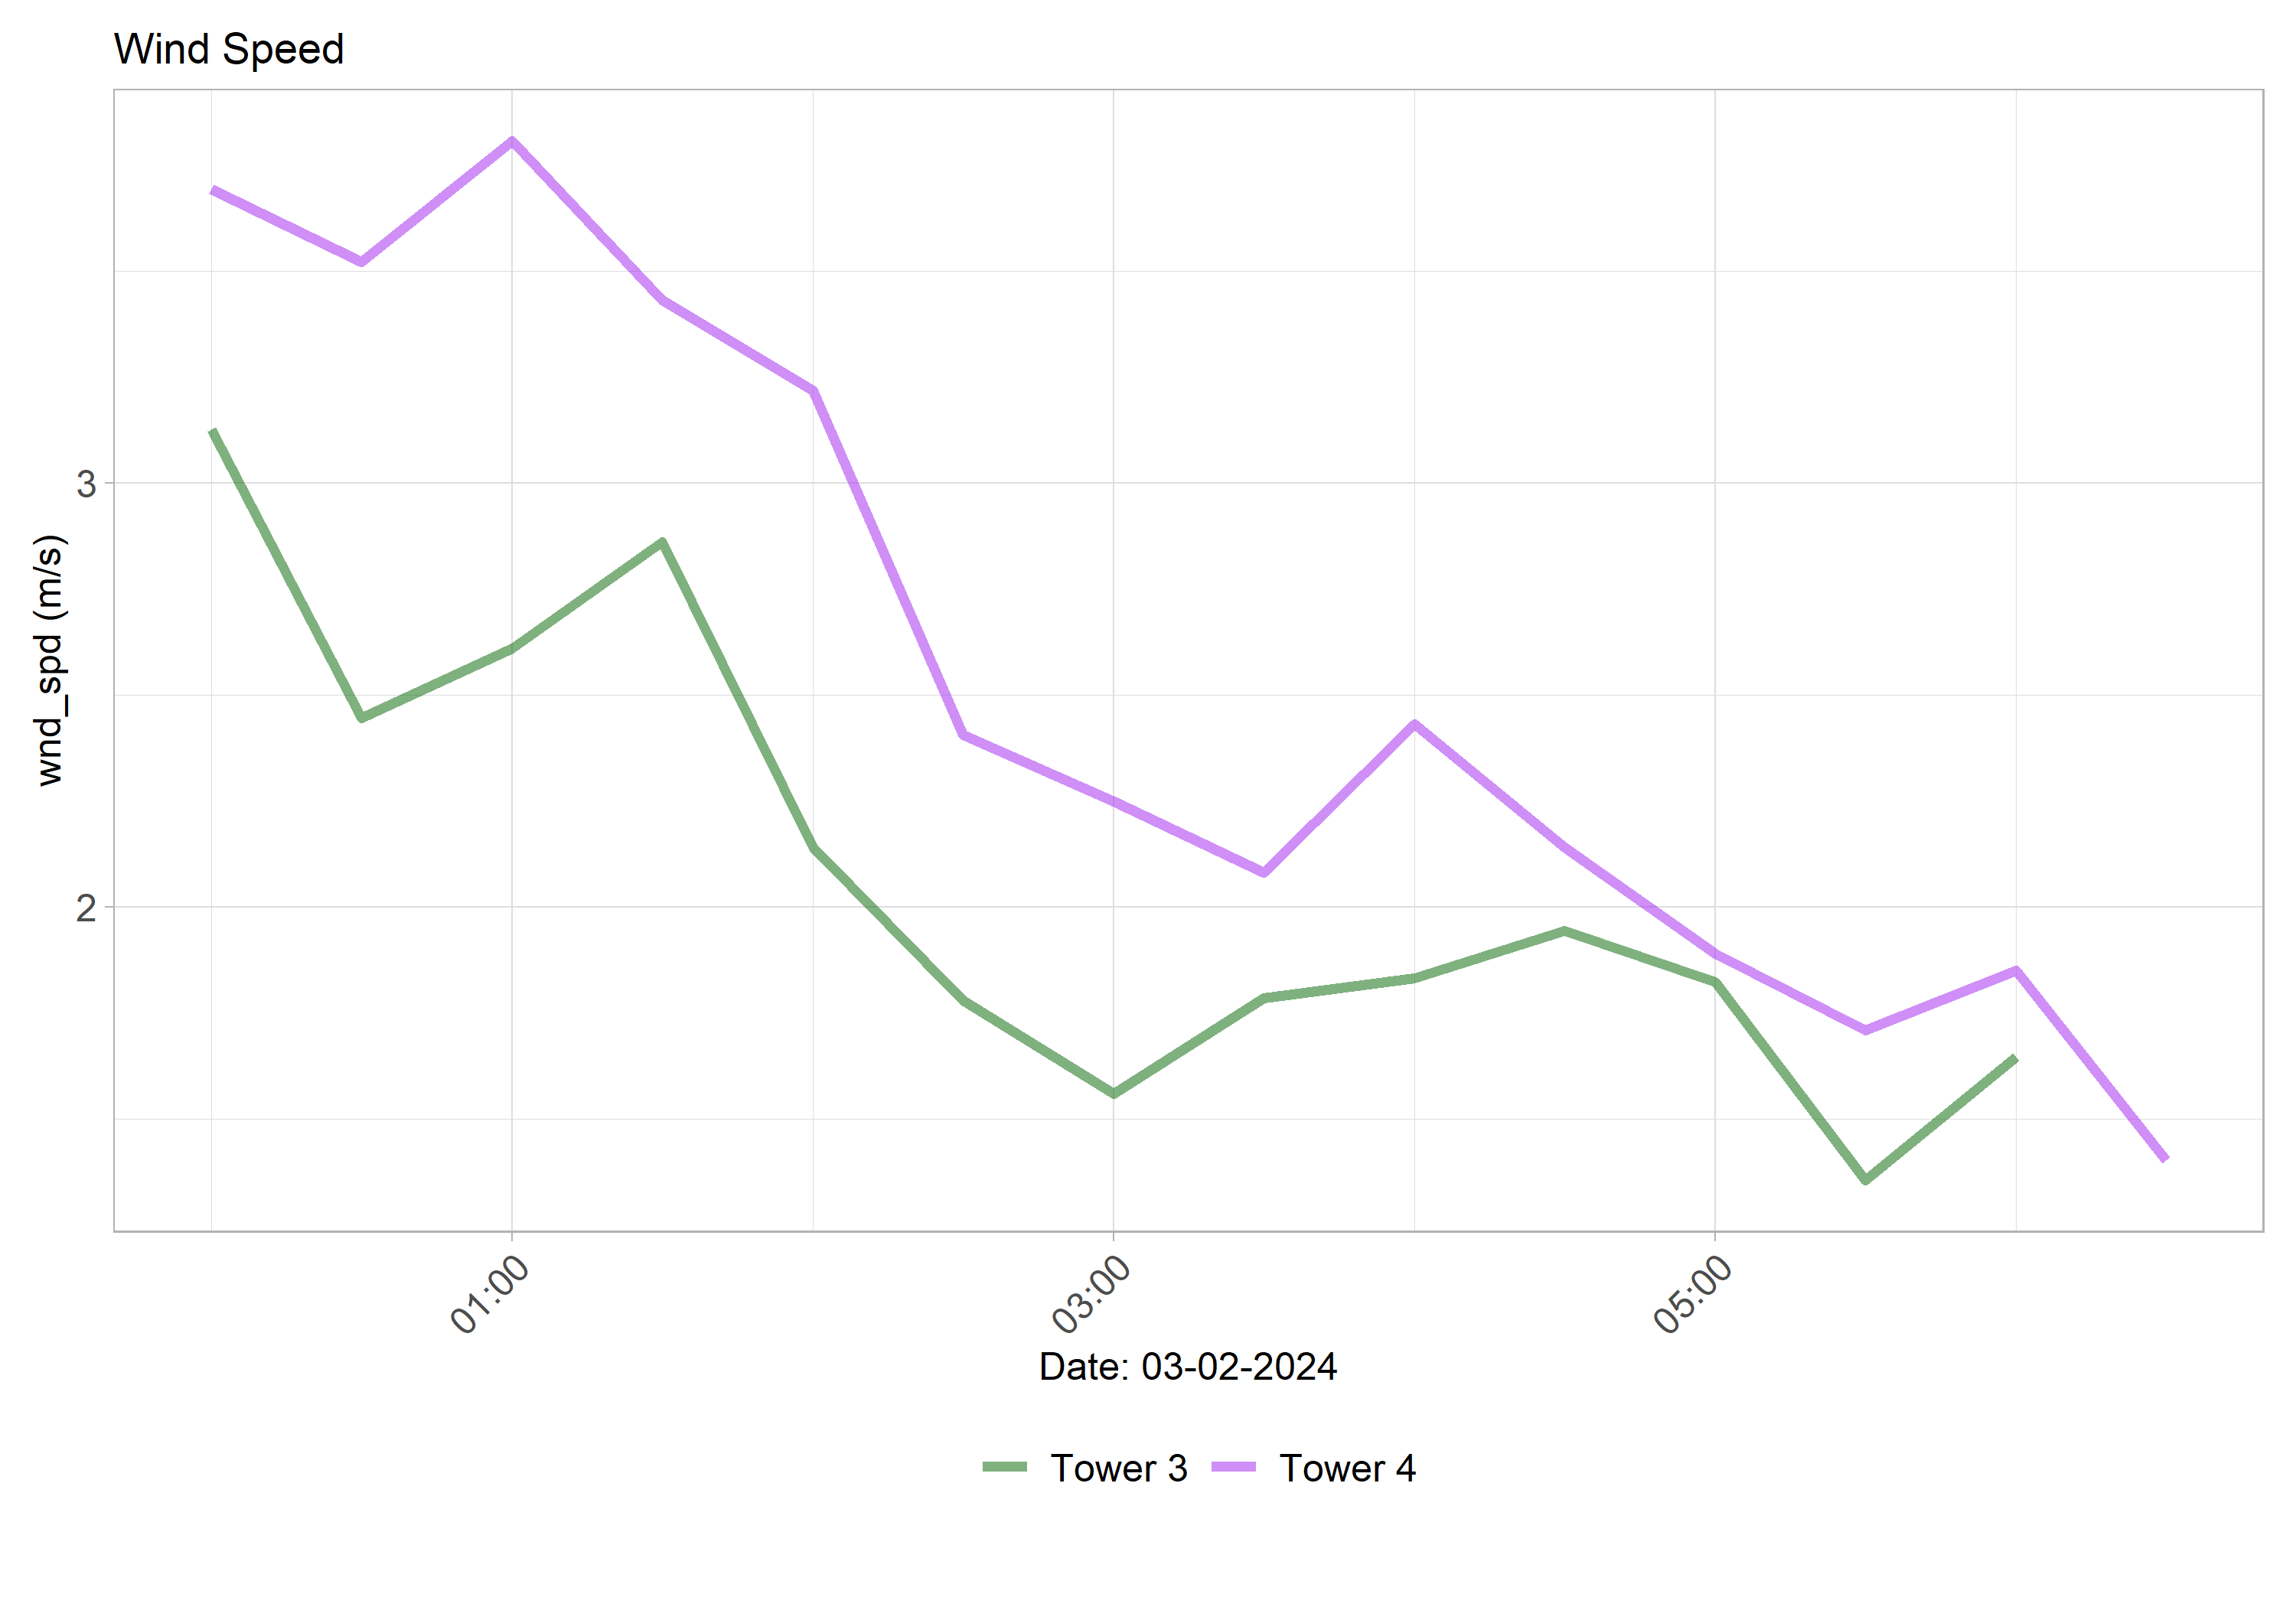 Wind Speed
wnd_spd (m/s)
3
2
01:00 03:00 05:00
Date: 03-02-2024
Tower 3 Tower 4